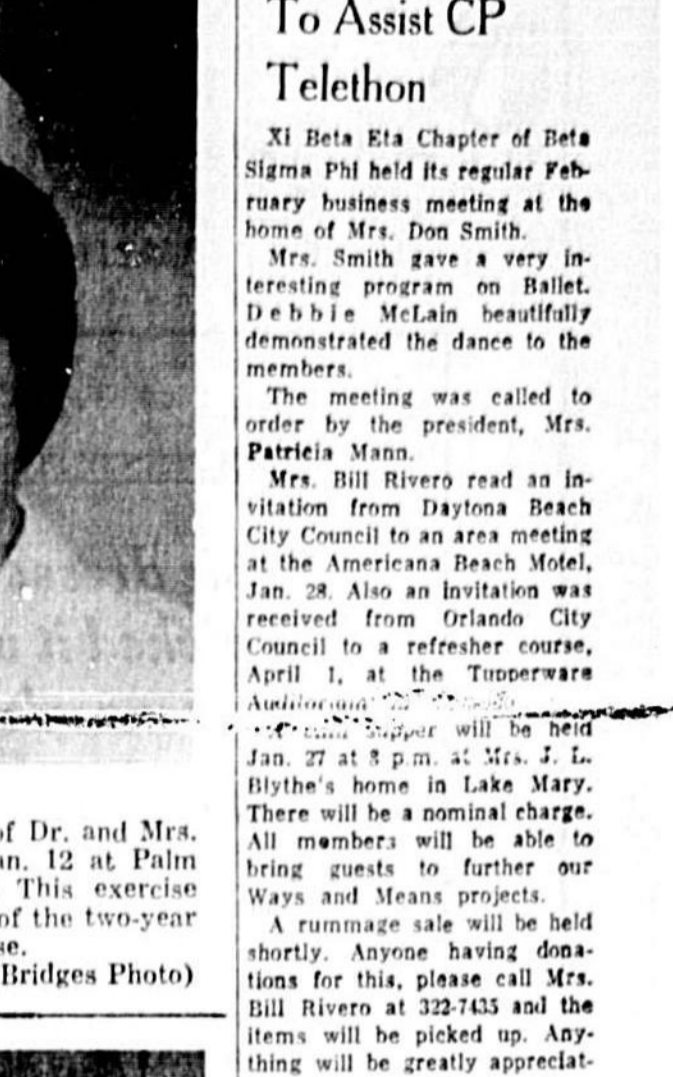 To Assist CP
Telethon
Xi Beta Eta Chapter of Beta
Sigma Phi held its regular Feb-
ruary business meeting at the
home of Mrs. Don Smith.
Mrs. Smith gave a very in-
teresting program on Ballet.
Debbie McLain beautifully
demonstrated the dance to the
members.
The meeting was called to
order by the president, Mrs.
Patricia Mann.
Mrs. Bill Rivero read an in-
vitation from Daytona Beach
City Council to an area meeting
at the Americana Beach Motel,
Jan. 28. Also an invitation was
received from Orlando City
Council to a refresher course,
April 1, at the Tupperware
Auditorium
supper will be held
Jan. 27 at 8 p.m. at Mrs. J. L.
Blythe's home in Lake Mary.
There will be a nominal charge.
All members will be able to
bring guests to further our
Ways and Means projects.
A rummage sale will be held
shortly. Anyone having dona-
tions for this, please call Mrs.
Bill Rivero at 322-7435 and the
items will be picked up. Any-
thing will be greatly appreciat-
of Dr. and Mrs.
an. 12 at Palm
This exercise
of the two-year
se.
Bridges Photo)